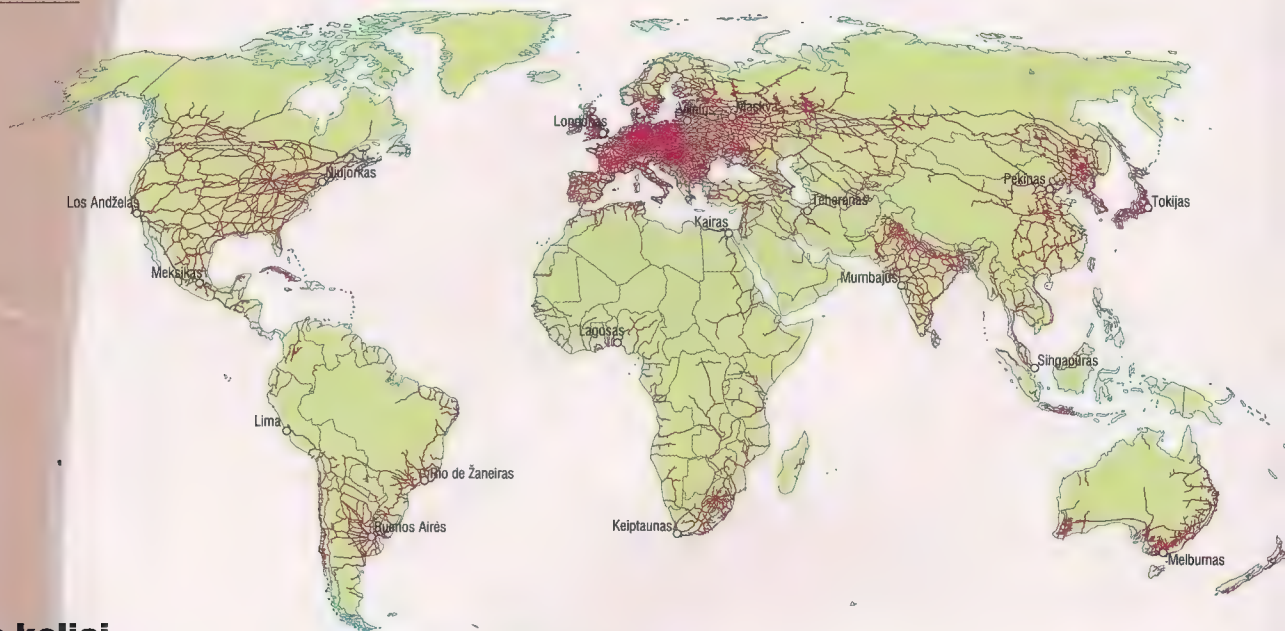 Londonas
Vilnius
Maskva
Niujorkas
Los Andželas
Pekinas
Tokijas
Teheranas
Kairas
Meksikas
Mumbajus
Lagosas
Singapūras
Lima
Rio de Žaneiras
Buenos Airės
Keiptaunas
Melburnas
keliai